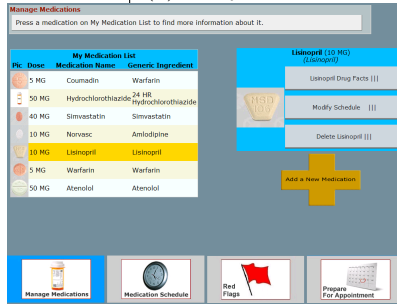 Manage Medications
Press a medication on My Medication List to find more information about it.
My Medication List
Pic Dose Medication Name Generic Ingredient
5 MG Coumadin Warfarin
50 MG Hydrochlorothiazide 24 HR Hydrochlorothiazide
40 MG Simvastatin Simvastatin
10 MG Norvasc Amlodipine
10 MG Lisinopril Lisinopril
5 MG Warfarin Warfarin
50 MG Atenolol Atenolol
Lisinopril (10 MG)
(Lisinopril)
Lisinopril Drug Facts |||
Modify Schedule |||
Delete Lisinopril |||
Add a New Medication
Manage Medications
Medication Schedule
Red
Flags
Prepare
For Appointment